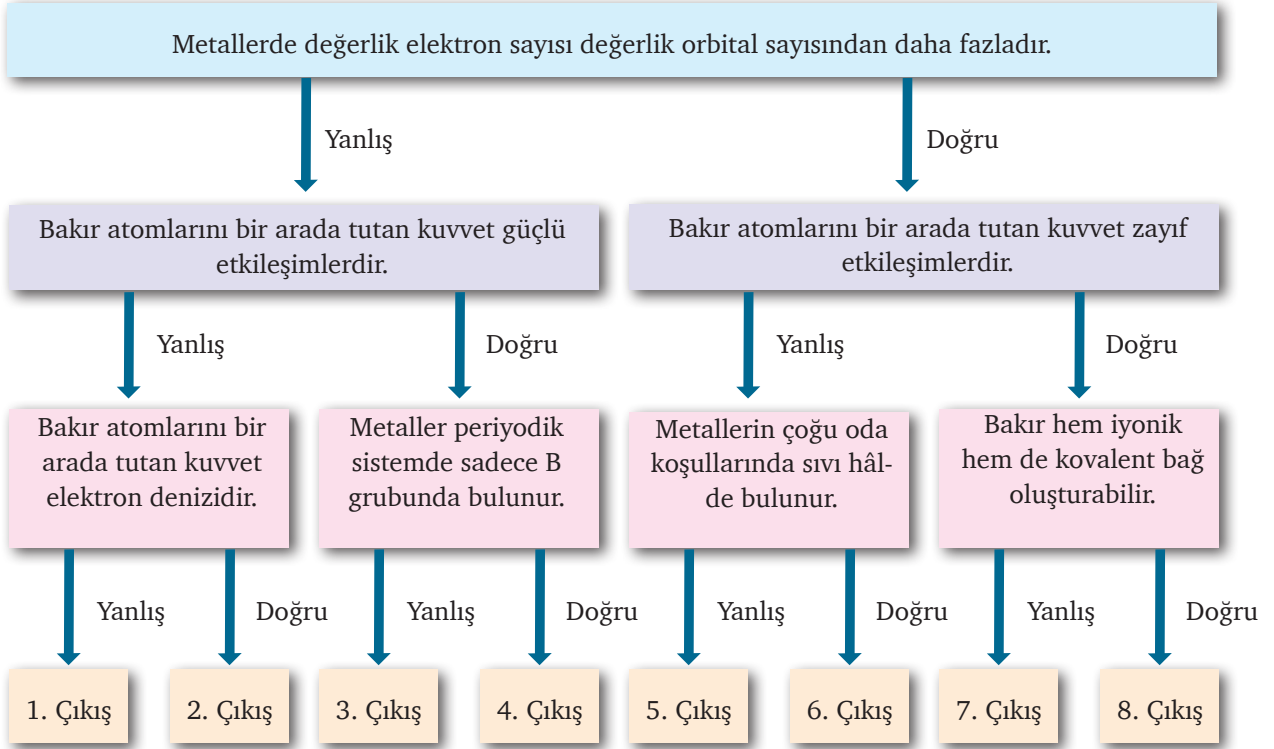 Metallerde değerlik elektron sayısı değerlik orbital sayısından daha fazladır.
Yanlış
Doğru
Bakır atomlarını bir arada tutan kuvvet güçlü
etkileşimlerdir.
Bakır atomlarını bir arada tutan kuvvet zayıf
etkileşimlerdir.
Yanlış
Doğru
Yanlış
Doğru
Bakır atomlarını bir
arada tutan kuvvet
elektron denizidir.
Metaller periyodik
sistemde sadece B
grubunda bulunur.
Metallerin çoğu oda
koşullarında sıvı hâl-
de bulunur.
Bakır hem iyonik
hem de kovalent bağ
oluşturabilir.
Yanlış
Doğru
Yanlış
Doğru
Yanlış
Doğru
Yanlış
Doğru
1. Çıkış
2. Çıkış
3. Çıkış
4. Çıkış
5. Çıkış
6. Çıkış
7. Çıkış
8. Çıkış